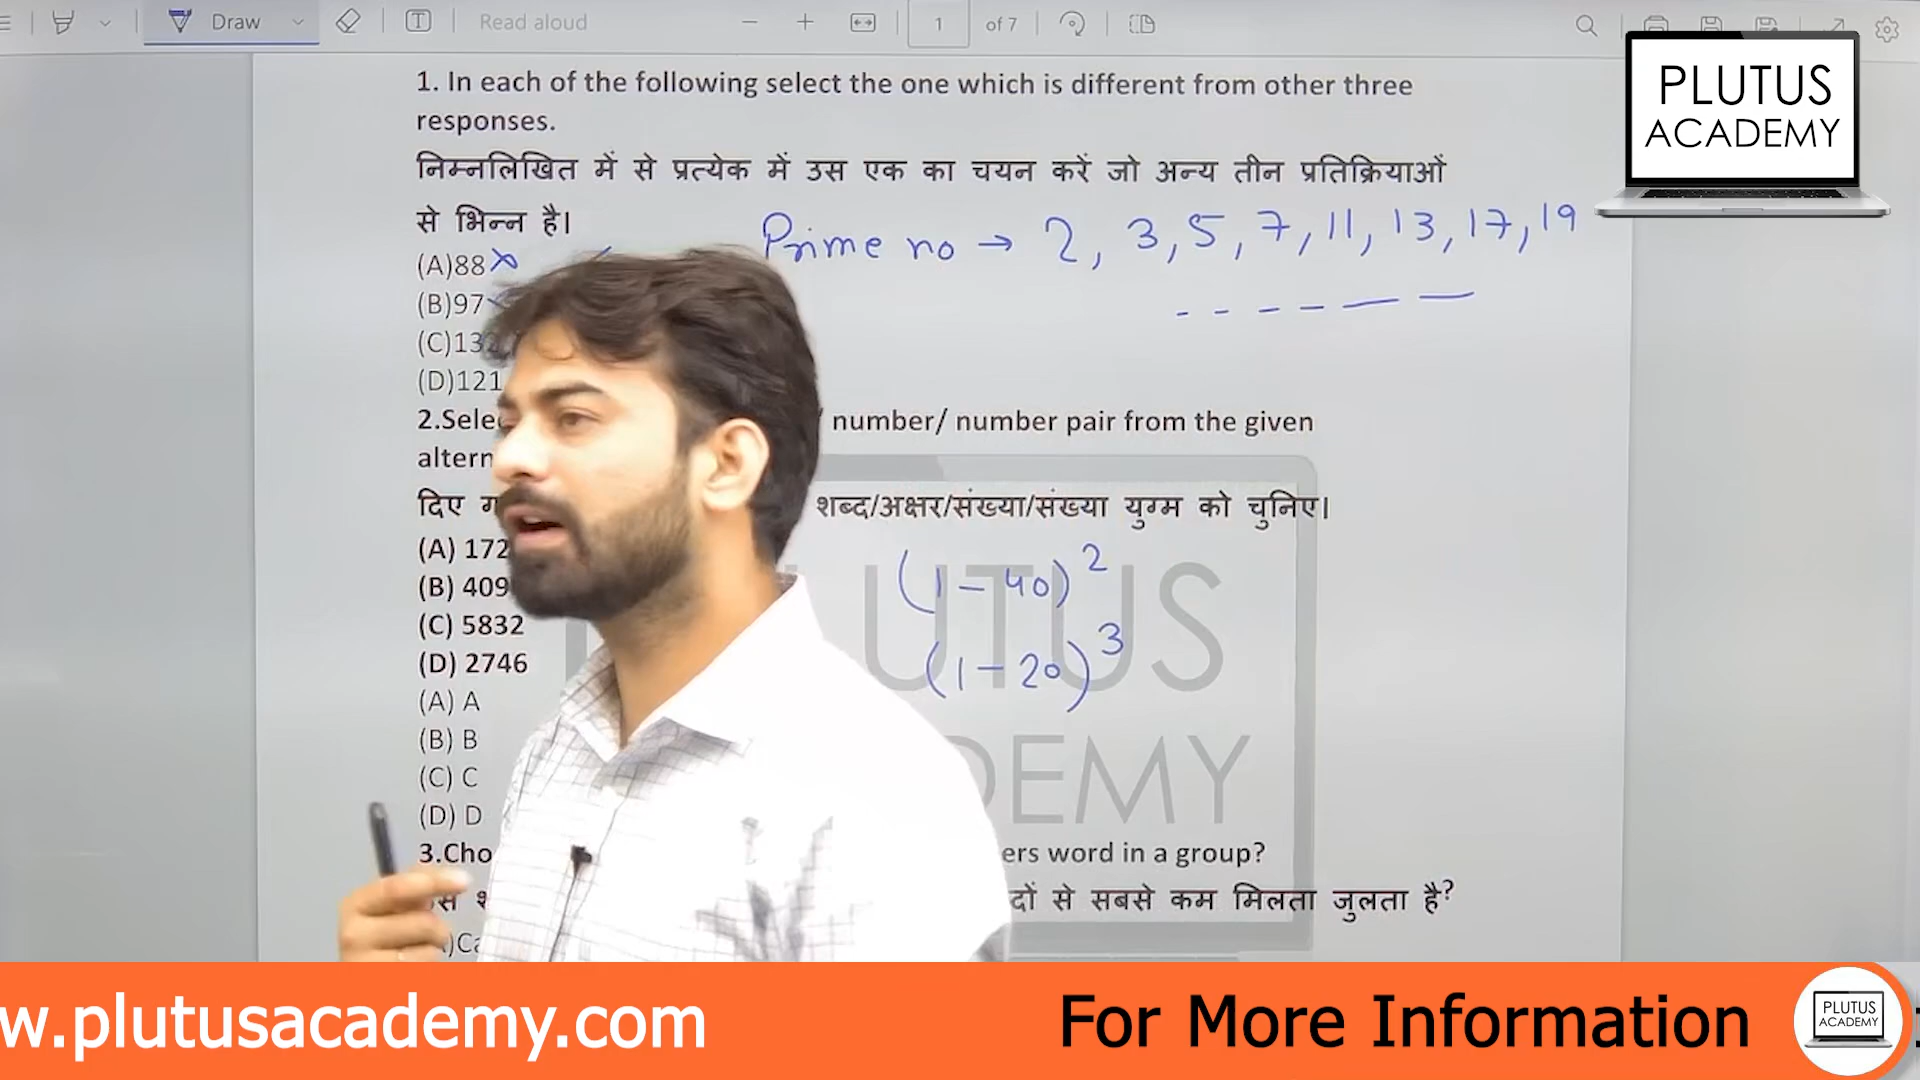 Draw
Read aloud
1 of 7
PLUTUS
ACADEMY
1. In each of the following select the one which is different from other three
responses.
निम्नलिखित में से प्रत्येक में उस एक का चयन करें जो अन्य तीन प्रतिक्रियाओं
से भिन्न है।
Prime no → 2, 3, 5, 7, 11, 13, 17, 19
(A)88
(B)97
(C)132
(D)121
number/ number pair from the given
दिए शब्द/अक्षर/संख्या/संख्या युग्म को चुनिए।
(A) 172
(B) 409
(C) 5832
(D) 2746
(1 - 40)²
(1 - 20)³
(A) A
(B) B
(C) C
(D) D
word in a group?
से सबसे कम मिलता जुलता है?
w.plutusacademy.com
For More Information
PLUTUS
ACADEMY